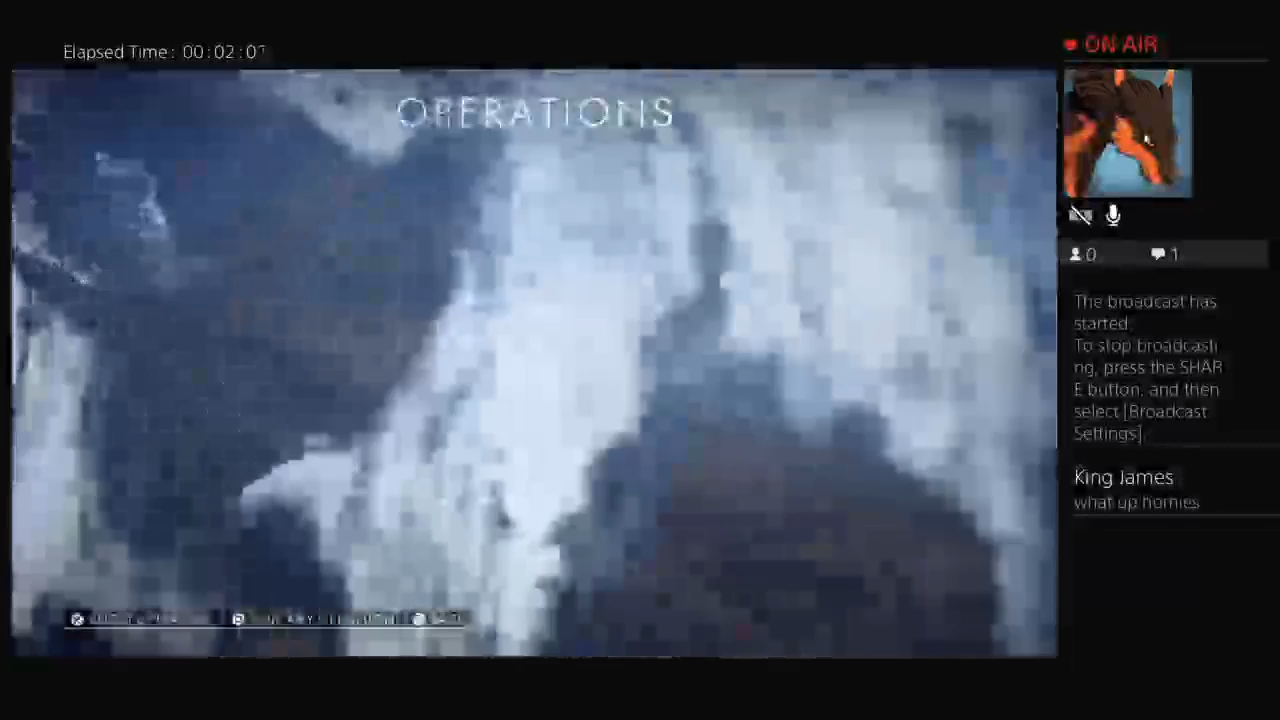 Elapsed Time: 00:02:0
ON AIR
OPERATIONS
0
1
The broadcast has
started.
To stop broadcasti
ng, press the SHAR
E button, and then
select [Broadcast
Settings].
King James
what up homies